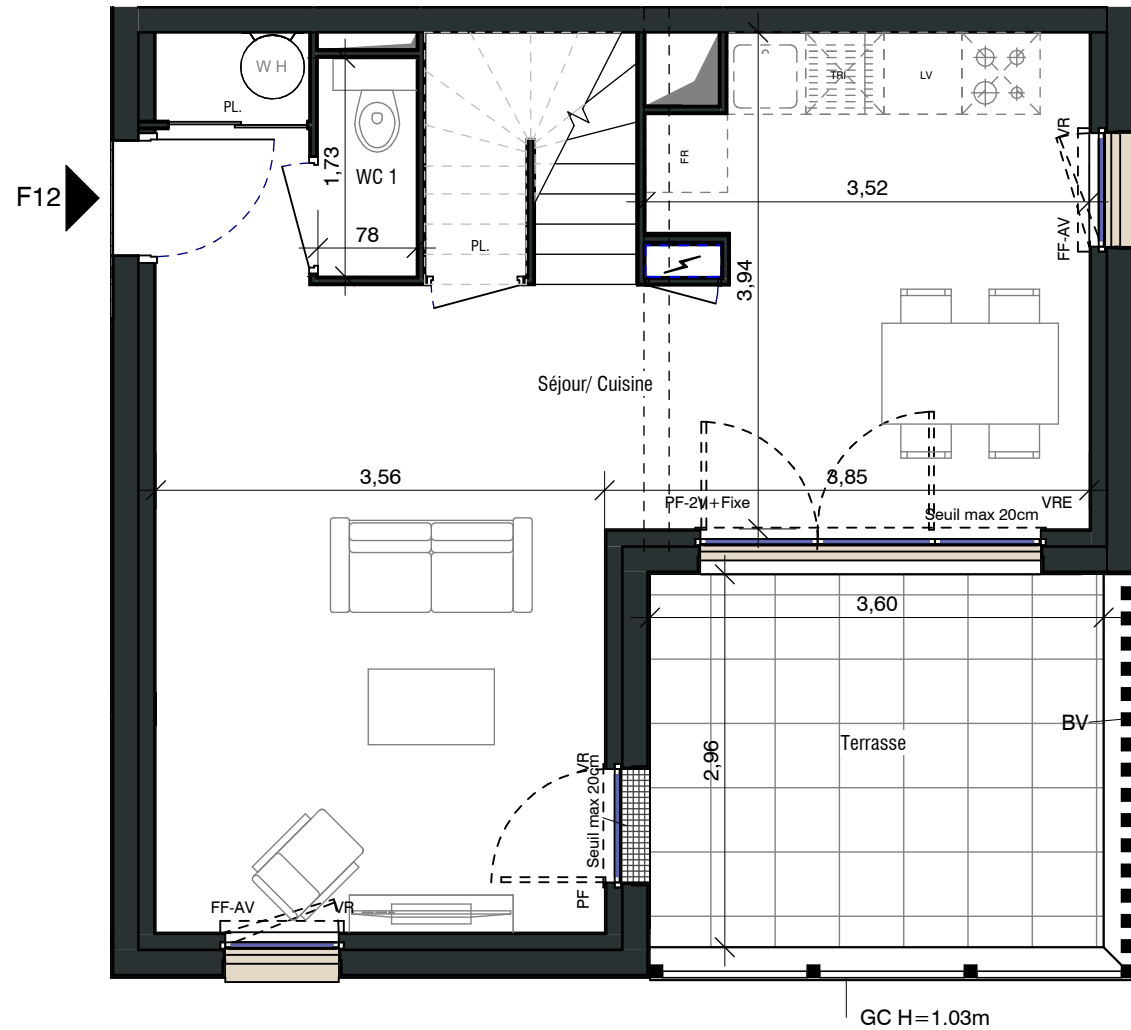 W H
PL.
TRI
LV
VR
F12
1,73
WC 1
FR
3,52
78
PL.
FF-AV
3,94
Séjour/ Cuisine
3,56
3,85
PF-2V+Fixe
VRE
Seuil max 20cm
3,60
BV
Terrasse
2,96
VR
Seuil max 20cm
PF
FF-AV
VR
GC H=1.03m